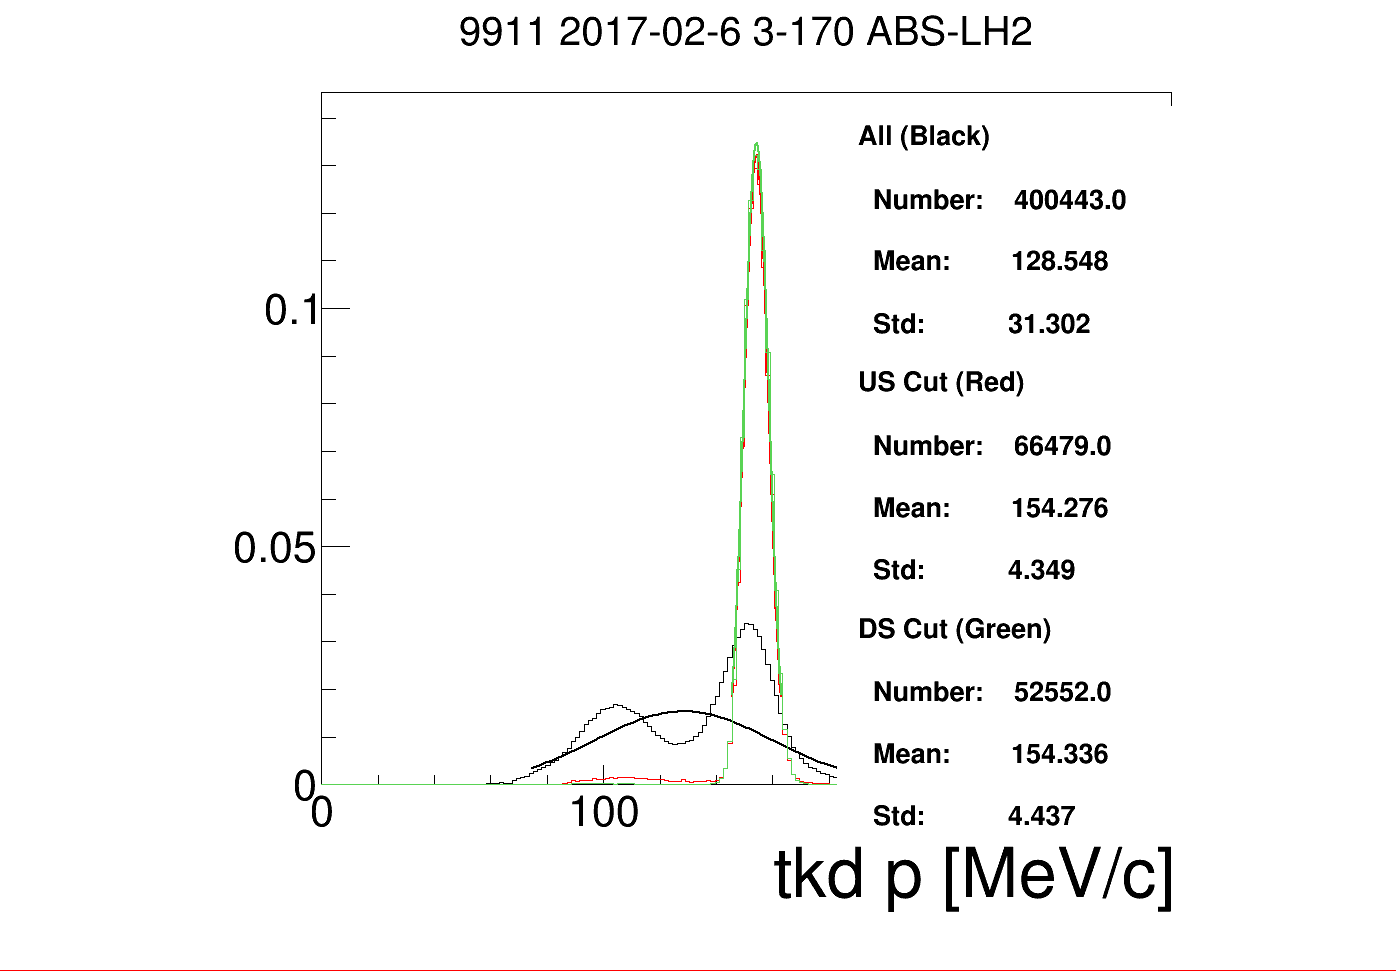 9911 2017-02-6 3-170 ABS-LH2
All (Black)
Number: 400443.0
Mean: 128.548
Std: 31.302
US Cut (Red)
Number: 66479.0
Mean: 154.276
Std: 4.349
DS Cut (Green)
Number: 52552.0
Mean: 154.336
Std: 4.437
0.1
0.05
0
0 100
tkd p [MeV/c]